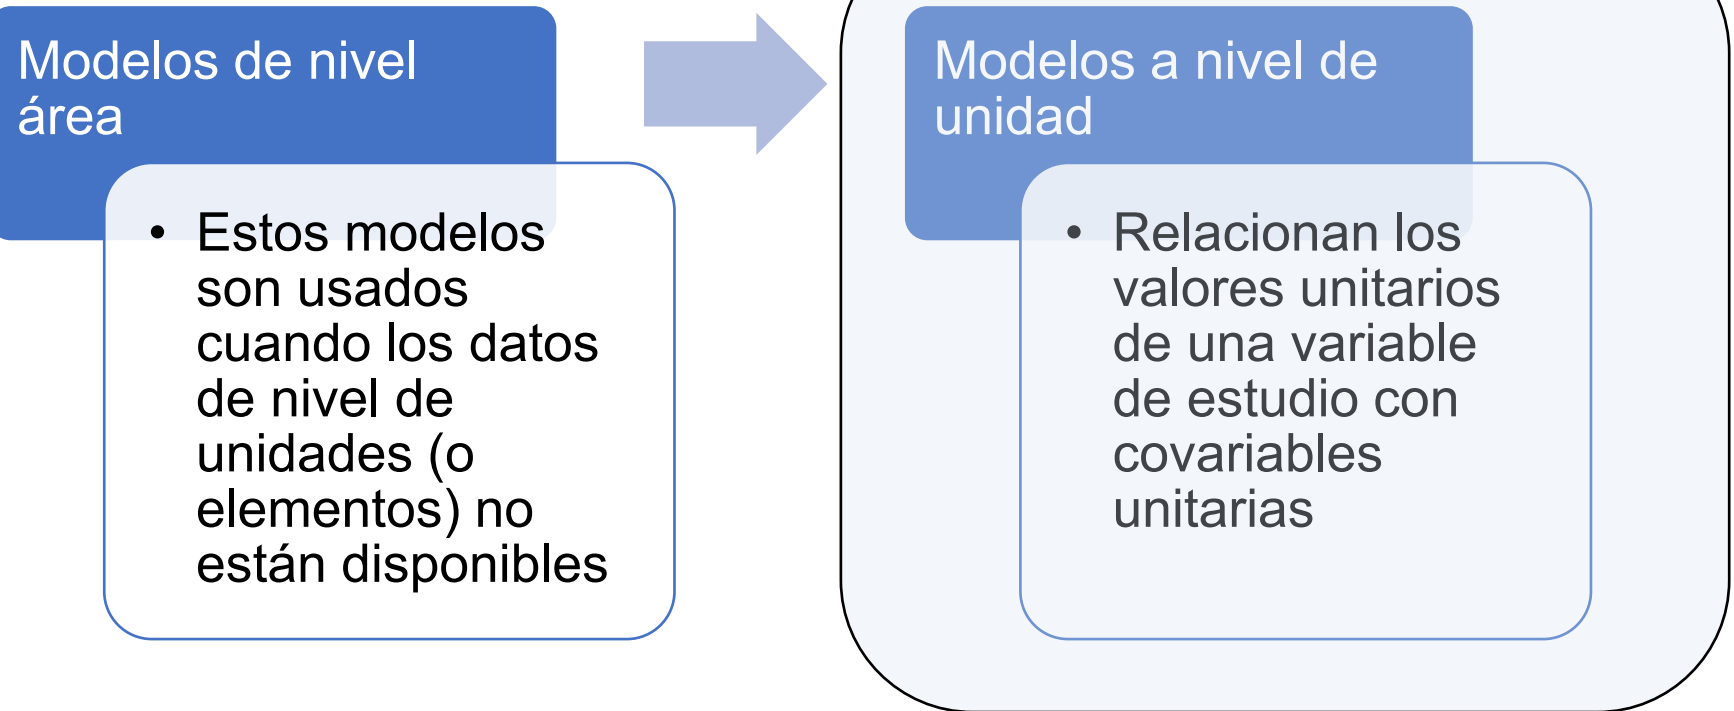 Modelos de nivel
área
• Estos modelos
son usados
cuando los datos
de nivel de
unidades (o
elementos) no
están disponibles
Modelos a nivel de
unidad
• Relacionan los
valores unitarios
de una variable
de estudio con
covariables
unitarias